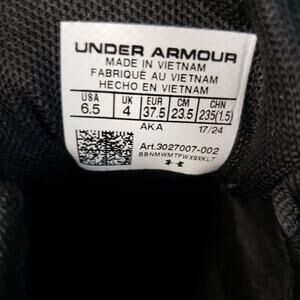 UNDER ARMOUR
MADE IN VIETNAM
FABRIQUÉ AU VIETNAM
HECHO EN VIETNAM
USA UK EUR CM CHN
6.5 4 37.5 23.5 235(1.5)
AKA 17/24
Art.3027007-002
BBNMWMTFWX9XKLT